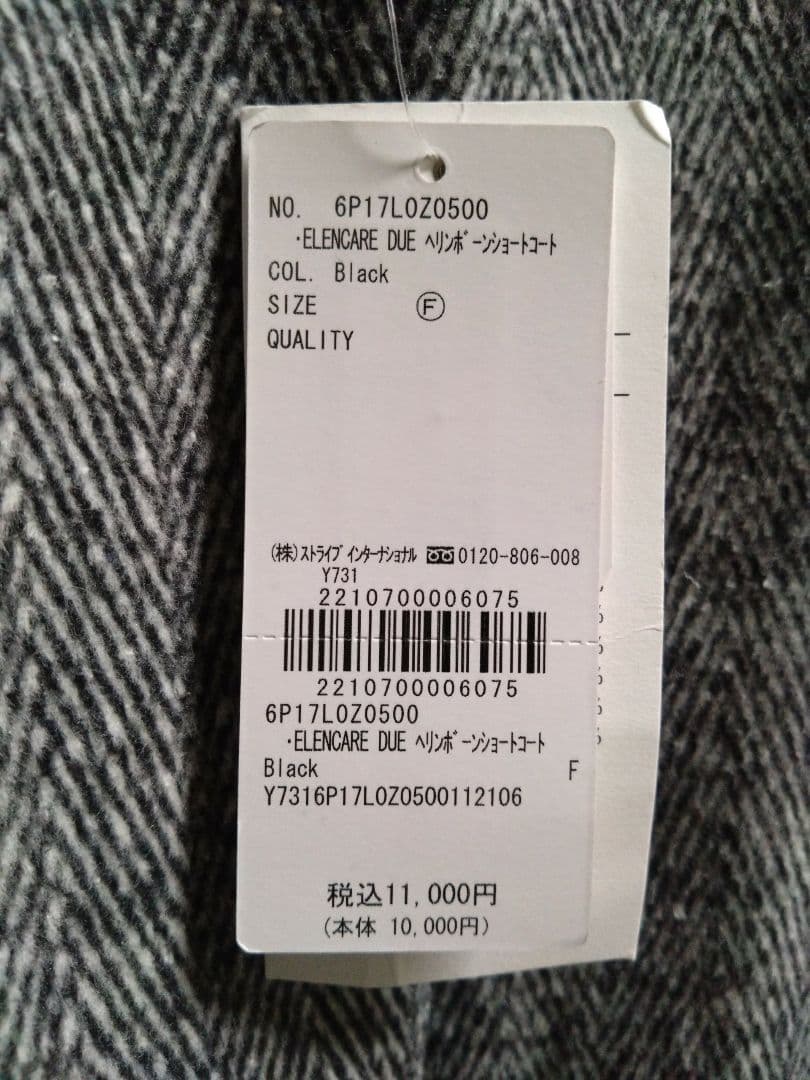 NO. 6P17L0Z0500
・ELENCARE DUE ﾍﾘﾝﾎﾞｰﾝｼｮｰﾄｺｰﾄ
COL. Black
SIZE Ⓕ
QUALITY
(株)ｽﾄﾗｲﾌﾟｲﾝﾀｰﾅｼｮﾅﾙ 0120-806-008
Y731
2210700006075
2210700006075
6P17L0Z0500
・ELENCARE DUE ﾍﾘﾝﾎﾞｰﾝｼｮｰﾄｺｰﾄ
Black F
Y7316P17L0Z0500112106
税込11,000円
(本体 10,000円)